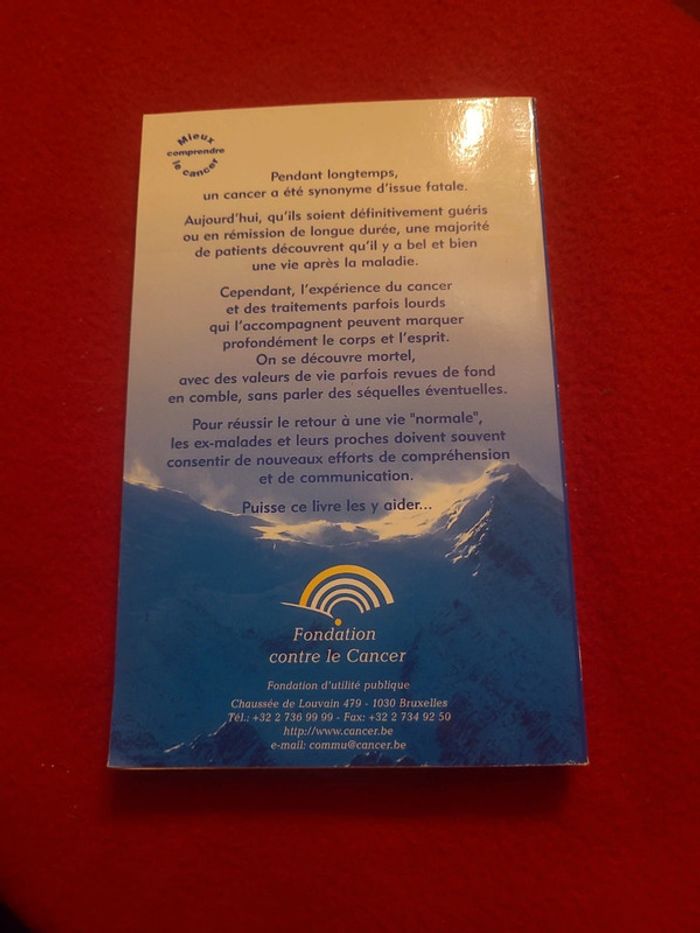 Mieux
comprendre
le cancer
Pendant longtemps,
un cancer a été synonyme d'issue fatale.
Aujourd'hui, qu'ils soient définitivement guéris
ou en rémission de longue durée, une majorité
de patients découvrent qu'il y a bel et bien
une vie après la maladie.
Cependant, l'expérience du cancer
et des traitements parfois lourds
qui l'accompagnent peuvent marquer
profondément le corps et l'esprit.
On se découvre mortel,
avec des valeurs de vie parfois revues de fond
en comble, sans parler des séquelles éventuelles.
Pour réussir le retour à une vie "normale",
les ex-malades et leurs proches doivent souvent
consentir de nouveaux efforts de compréhension
et de communication.
Puisse ce livre les y aider...
Fondation
contre le Cancer
Fondation d'utilité publique
Chaussée de Louvain 479 - 1030 Bruxelles
Tél.: +32 2 736 99 99 - Fax: +32 2 734 92 50
http://www.cancer.be
e-mail: commu@cancer.be